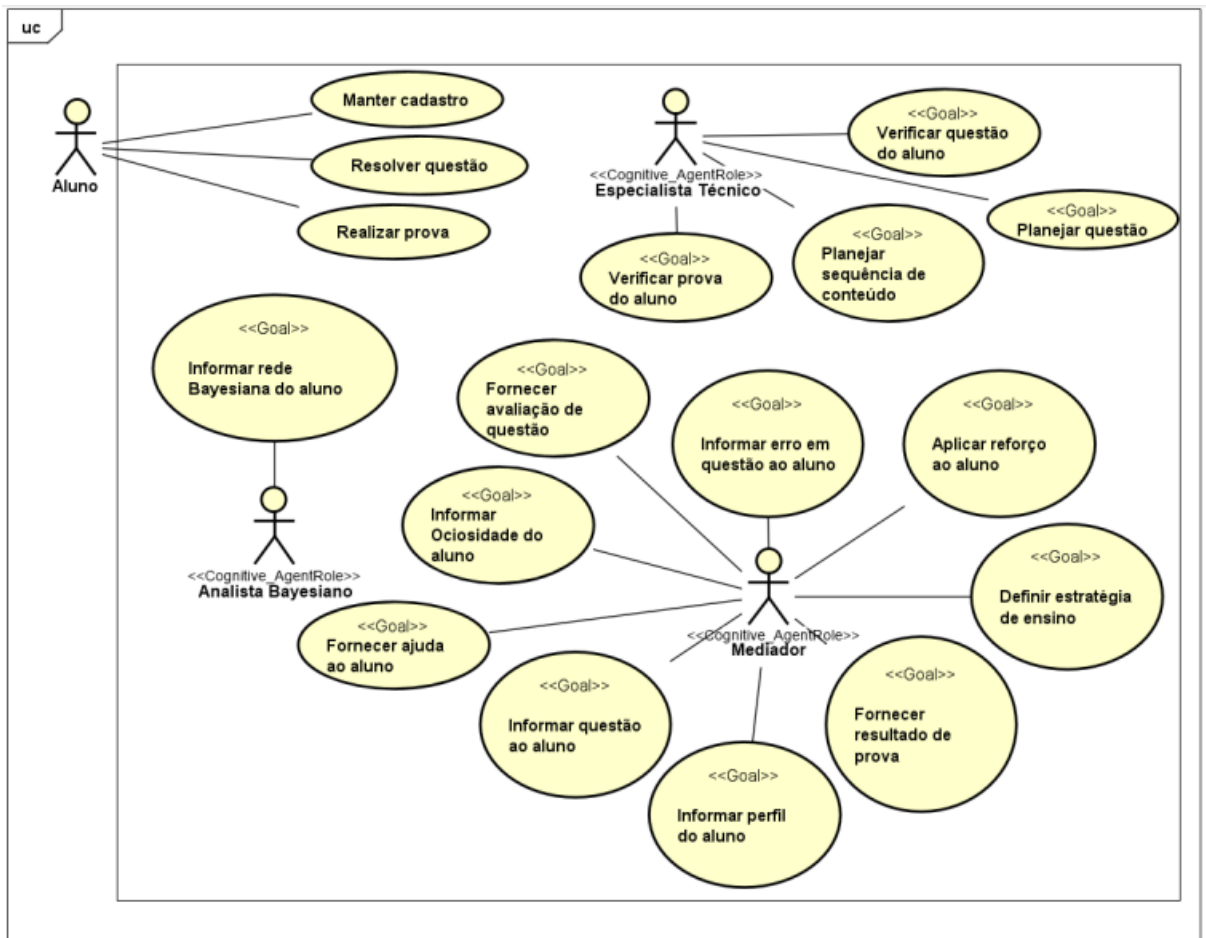 uc
Aluno
Manter cadastro
Resolver questão
Realizar prova
<<Cognitive_AgentRole>>
Especialista Técnico
<<Goal>>
Verificar questão
do aluno
<<Goal>>
Planejar questão
<<Goal>>
Planejar
sequência de
conteúdo
<<Goal>>
Verificar prova
do aluno
<<Goal>>
Informar rede
Bayesiana do aluno
<<Cognitive_AgentRole>>
Analista Bayesiano
<<Goal>>
Fornecer
avaliação de
questão
<<Goal>>
Informar erro em
questão ao aluno
<<Goal>>
Aplicar reforço
ao aluno
<<Goal>>
Informar
Ociosidade do
aluno
<<Goal>>
Definir estratégia
de ensino
<<Cognitive_AgentRole>>
Mediador
<<Goal>>
Fornecer ajuda
ao aluno
<<Goal>>
Informar questão
ao aluno
<<Goal>>
Informar perfil
do aluno
<<Goal>>
Fornecer
resultado de
prova